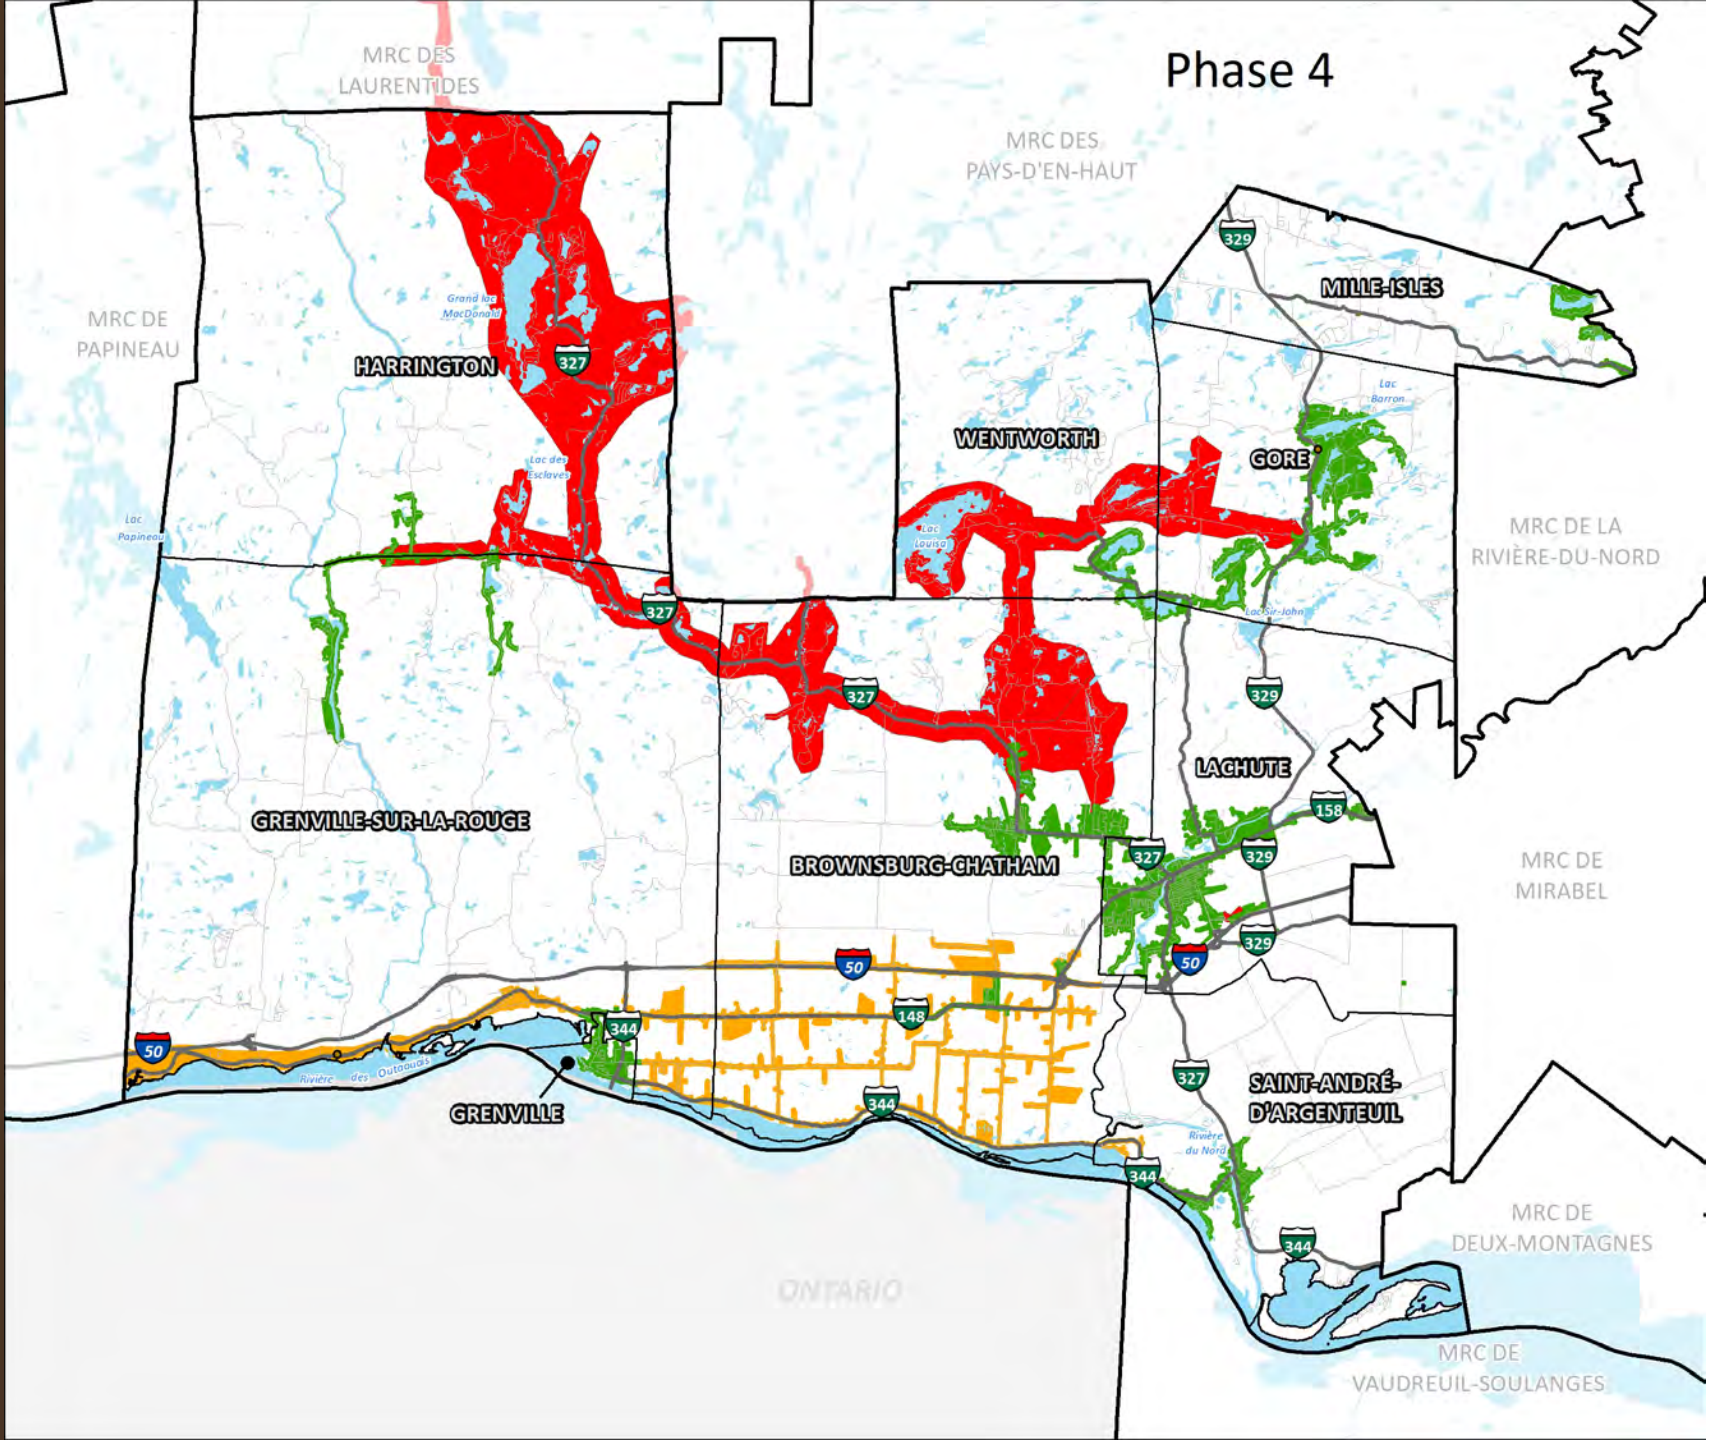 Phase 4
MRC DES
LAURENTIDES
MRC DES
PAYS-D'EN-HAUT
329
MILLE-ISLES
Grand lac
MacDonald
MRC DE
PAPINEAU
327
HARRINGTON
Lac
Barron
WENTWORTH
GORE
Lac des
Esclaves
Lac
Papineau
Lac
Louisa
MRC DE LA
RIVIÈRE-DU-NORD
327
Lac Sir-John
327
329
LACHUTE
158
GRENVILLE-SUR-LA-ROUGE
BROWNSBURG-CHATHAM
327
329
MRC DE
MIRABEL
329
50
50
148
344
50
Rivière des Outaouais
327
SAINT-ANDRÉ-
D'ARGENTEUIL
344
GRENVILLE
Rivière
du Nord
344
MRC DE
DEUX-MONTAGNES
344
ONTARIO
MRC DE
VAUDREUIL-SOULANGES